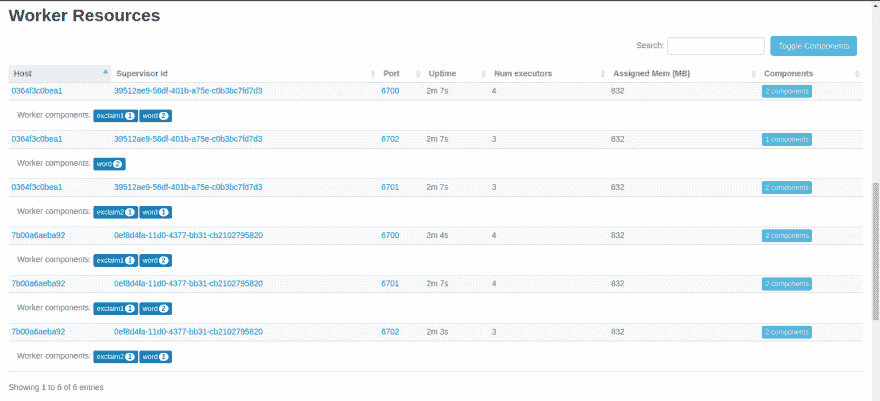 Worker Resources
Search: Toggle Components
Host Supervisor Id Port Uptime Num executors Assigned Mem (MB) Components
0364f3c0bea1 39512ae9-56df-401b-a75e-c0b3bc7fd7d3 6700 2m 7s 4 832 2 components
Worker components: exclaim1 1 word 2
0364f3c0bea1 39512ae9-56df-401b-a75e-c0b3bc7fd7d3 6702 2m 7s 3 832 1 components
Worker components: word 2
0364f3c0bea1 39512ae9-56df-401b-a75e-c0b3bc7fd7d3 6701 2m 7s 3 832 2 components
Worker components: exclaim2 1 word 1
7b00a6aeba92 0ef8d4fa-11d0-4377-bb31-cb2102795820 6700 2m 4s 4 832 2 components
Worker components: exclaim1 1 word 2
7b00a6aeba92 0ef8d4fa-11d0-4377-bb31-cb2102795820 6701 2m 7s 4 832 2 components
Worker components: exclaim1 1 word 2
7b00a6aeba92 0ef8d4fa-11d0-4377-bb31-cb2102795820 6702 2m 3s 3 832 2 components
Worker components: exclaim2 1 word 1
Showing 1 to 6 of 6 entries